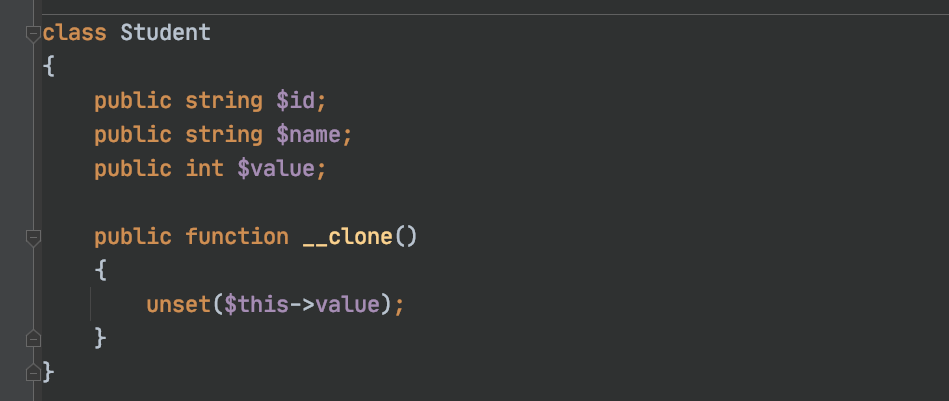 class Student
{
    public string $id;
    public string $name;
    public int $value;

    public function __clone()
    {
        unset($this->value);
    }
}